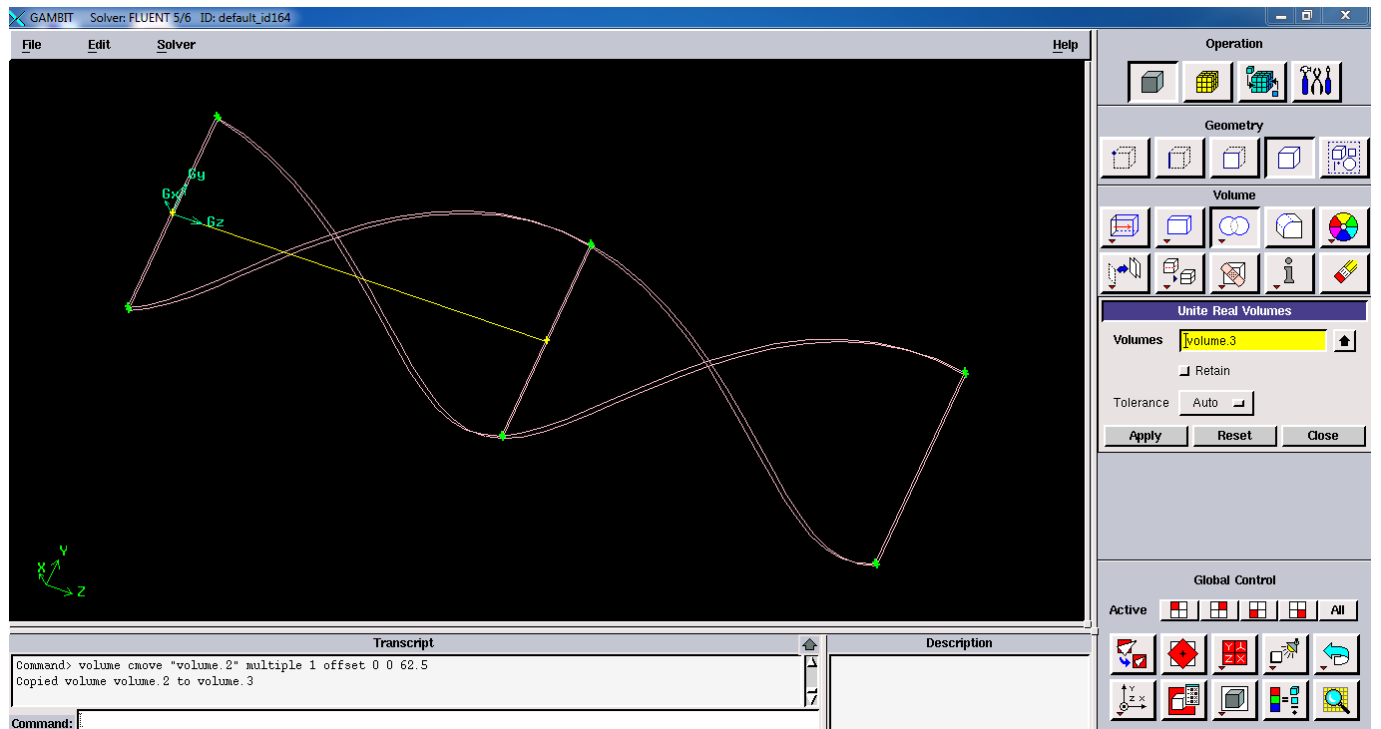 GAMBIT Solver: FLUENT 5/6 ID: default_id164
File Edit Solver Help
Gy
Gx
Gz
Y
X
Z
Transcript
Command> volume cmove "volume.2" multiple 1 offset 0 0 62.5
Copied volume volume.2 to volume.3
Command:
Description
Operation
Geometry
Volume
Unite Real Volumes
Volumes volume.3
Retain
Tolerance Auto
Apply Reset Close
Global Control
Active All
Y
Z X